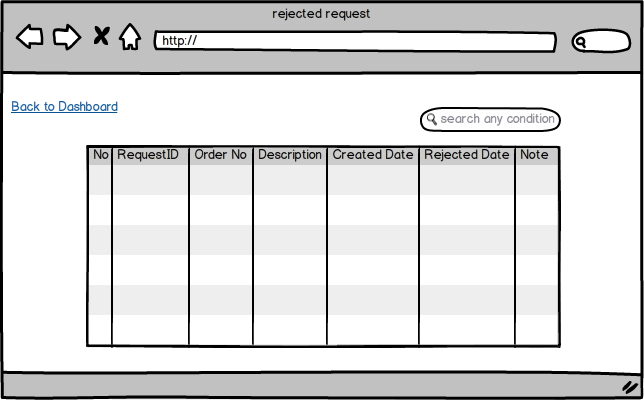 rejected request
http://
Back to Dashboard
search any condition
No RequestID Order No Description Created Date Rejected Date Note